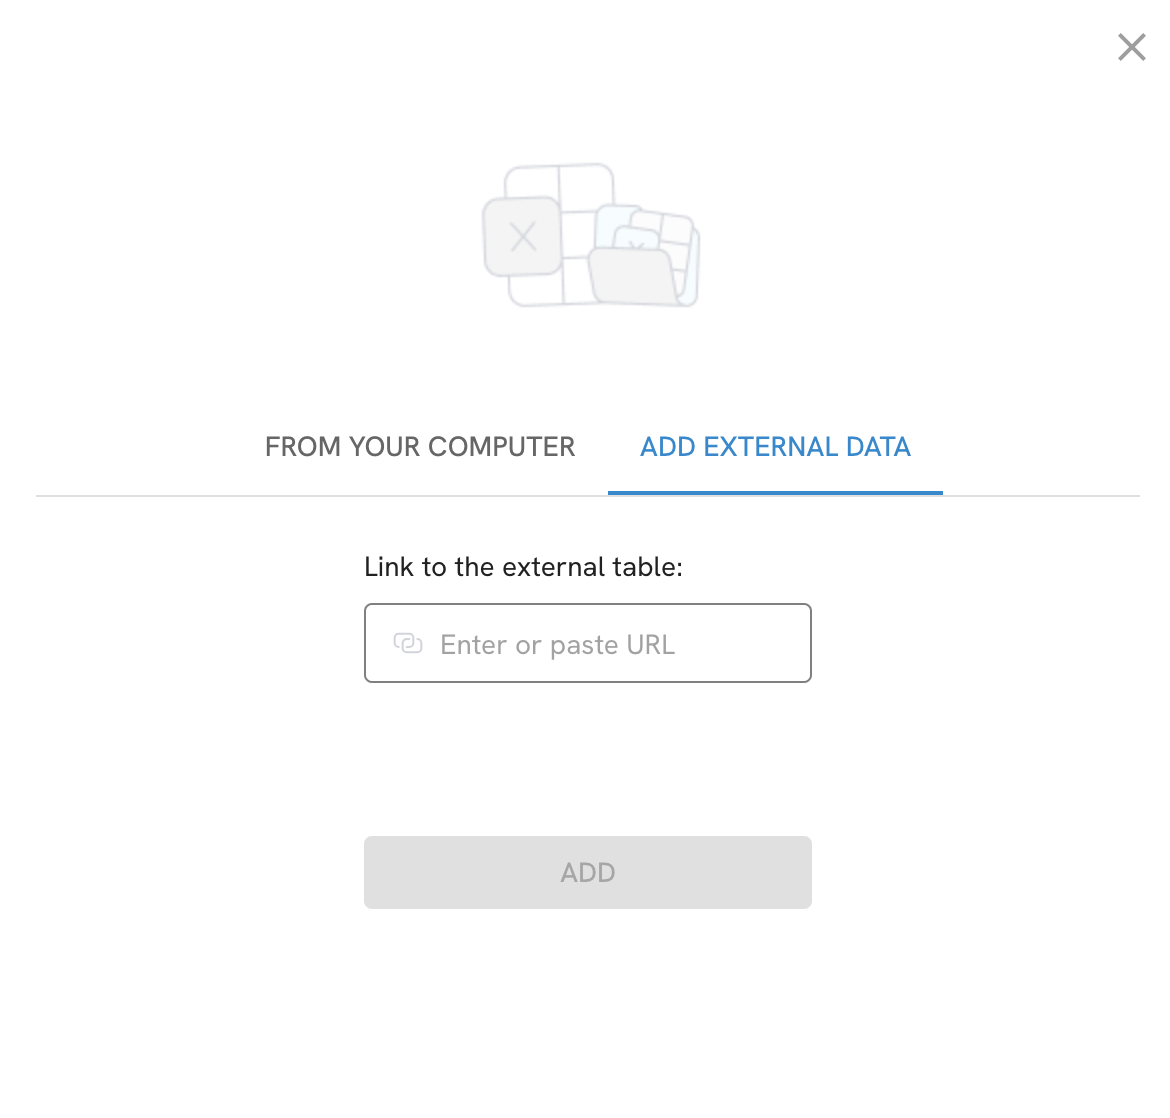 FROM YOUR COMPUTER
ADD EXTERNAL DATA
Link to the external table:
Enter or paste URL
ADD